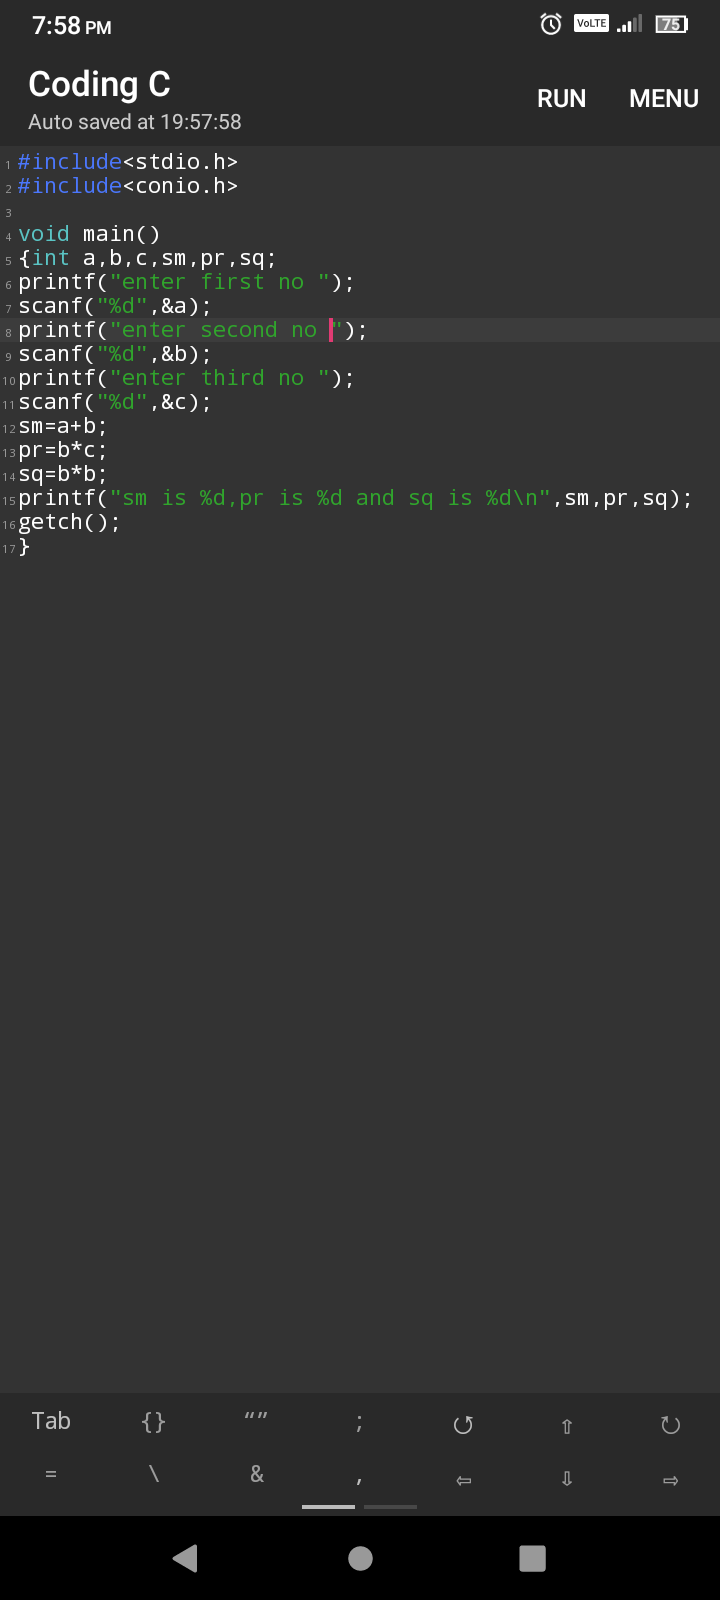 7:58 PM VoLTE 75
Coding C
Auto saved at 19:57:58
RUN MENU
1 #include<stdio.h>
2 #include<conio.h>
3
4 void main()
5 {int a,b,c,sm,pr,sq;
6 printf("enter first no ");
7 scanf("%d",&a);
8 printf("enter second no ");
9 scanf("%d",&b);
10 printf("enter third no ");
11 scanf("%d",&c);
12 sm=a+b;
13 pr=b*c;
14 sq=b*b;
15 printf("sm is %d,pr is %d and sq is %d\n",sm,pr,sq);
16 getch();
17 }
Tab {} “” ; ↺ ⇧ ↻
= \ & , ⇦ ⇩ ⇨